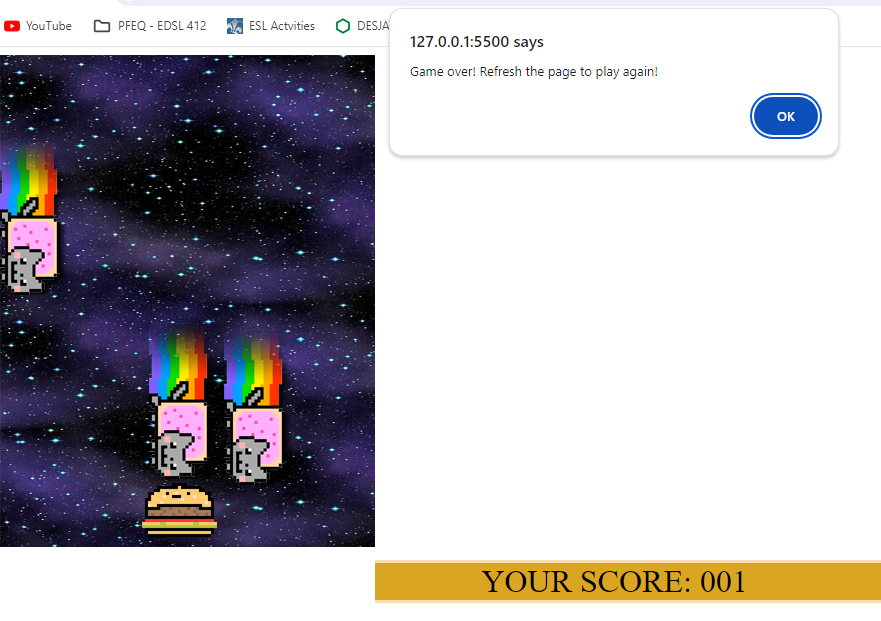 YouTube PFEQ - EDSL 412 ESL Actvities DESJA
127.0.0.1:5500 says
Game over! Refresh the page to play again!
OK
YOUR SCORE: 001